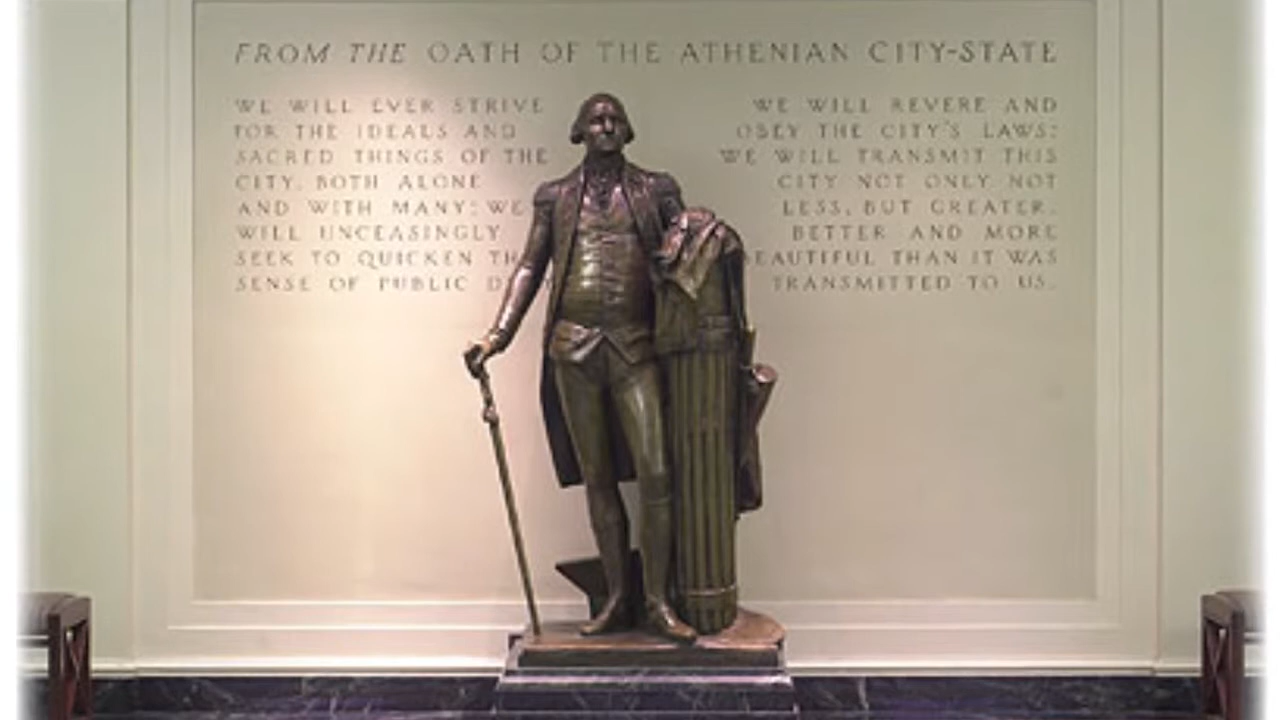 FROM THE OATH OF THE ATHENIAN CITY-STATE
WE WILL EVER STRIVE
FOR THE IDEALS AND
SACRED THINGS OF THE
CITY, BOTH ALONE
AND WITH MANY; WE
WILL UNCEASINGLY
SEEK TO QUICKEN TH
SENSE OF PUBLIC D
WE WILL REVERE AND
OBEY THE CITY'S LAWS;
WE WILL TRANSMIT THIS
CITY NOT ONLY NOT
LESS, BUT GREATER,
BETTER AND MORE
EAUTIFUL THAN IT WAS
TRANSMITTED TO US.